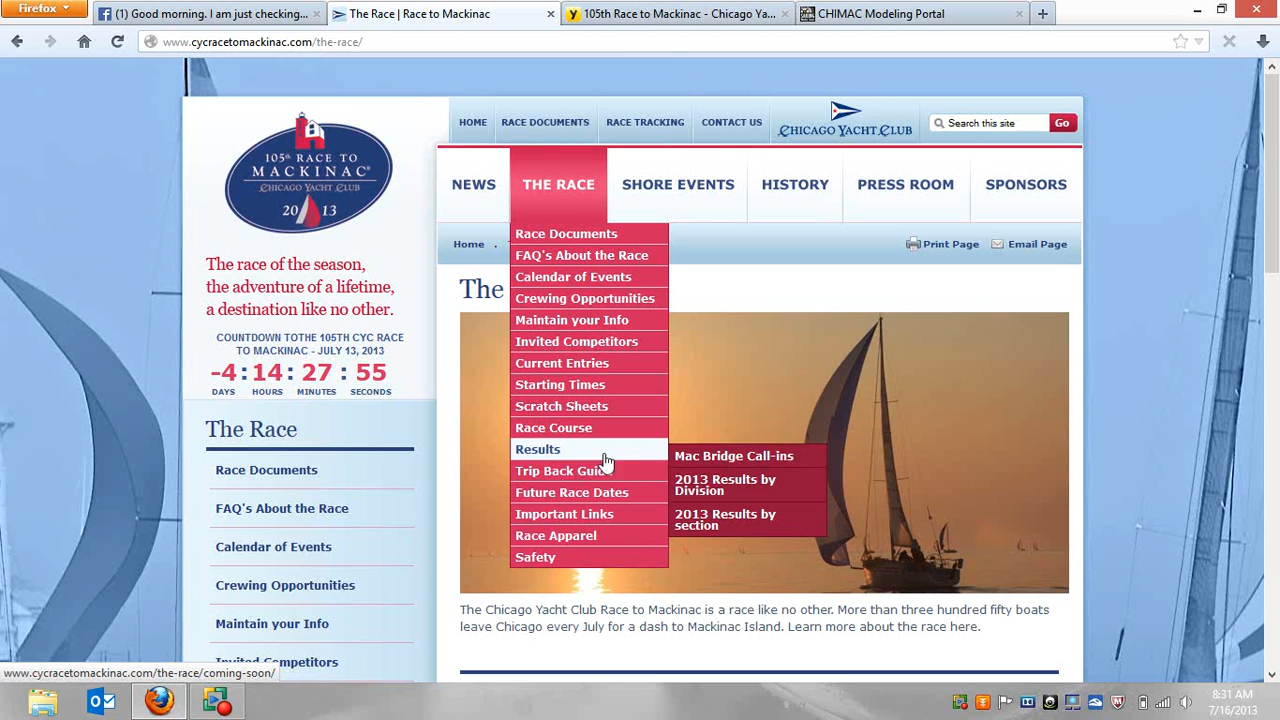 Firefox
(1) Good morning. I am just checking...
The Race | Race to Mackinac
105th Race to Mackinac - Chicago Ya...
CHIMAC Modeling Portal
www.cycracetomackinac.com/the-race/
105th RACE TO
MACKINAC®
CHICAGO YACHT CLUB
20 13
HOME
RACE DOCUMENTS
RACE TRACKING
CONTACT US
CHICAGO YACHT CLUB
Search this site
Go
NEWS
THE RACE
SHORE EVENTS
HISTORY
PRESS ROOM
SPONSORS
Home .
Print Page
Email Page
The race of the season,
the adventure of a lifetime,
a destination like no other.
COUNTDOWN TOTHE 105TH CYC RACE
TO MACKINAC - JULY 13, 2013
-4 : 14 : 27 : 55
DAYS HOURS MINUTES SECONDS
The Race
Race Documents
FAQ's About the Race
Calendar of Events
Crewing Opportunities
Maintain your Info
Invited Competitors
Race Documents
FAQ's About the Race
Calendar of Events
Crewing Opportunities
Maintain your Info
Invited Competitors
Current Entries
Starting Times
Scratch Sheets
Race Course
Results
Trip Back Guide
Future Race Dates
Important Links
Race Apparel
Safety
Mac Bridge Call-ins
2013 Results by
Division
2013 Results by
section
The
The Chicago Yacht Club Race to Mackinac is a race like no other. More than three hundred fifty boats
leave Chicago every July for a dash to Mackinac Island. Learn more about the race here.
www.cycracetomackinac.com/the-race/coming-soon/
8:31 AM
7/16/2013